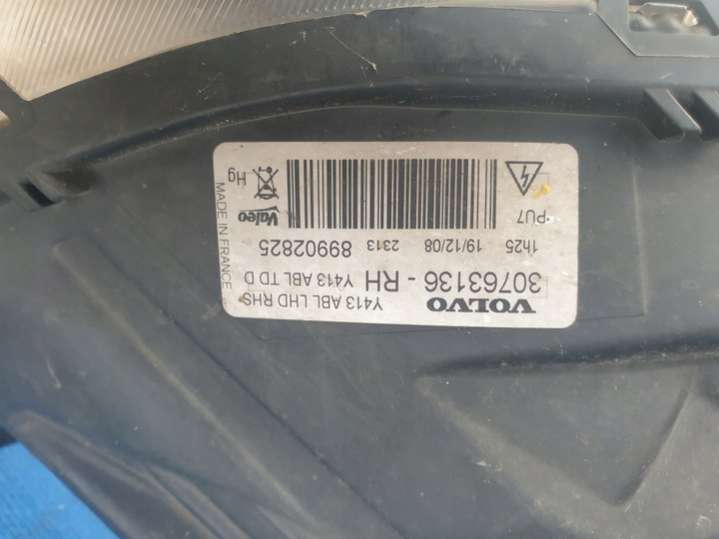 VOLVO Y413 ABL LHD RHS
30763136 - RH Y413 ABL TD D
1h25 19/12/08 2313 89902825
PU7
Valeo
Hg
MADE IN FRANCE